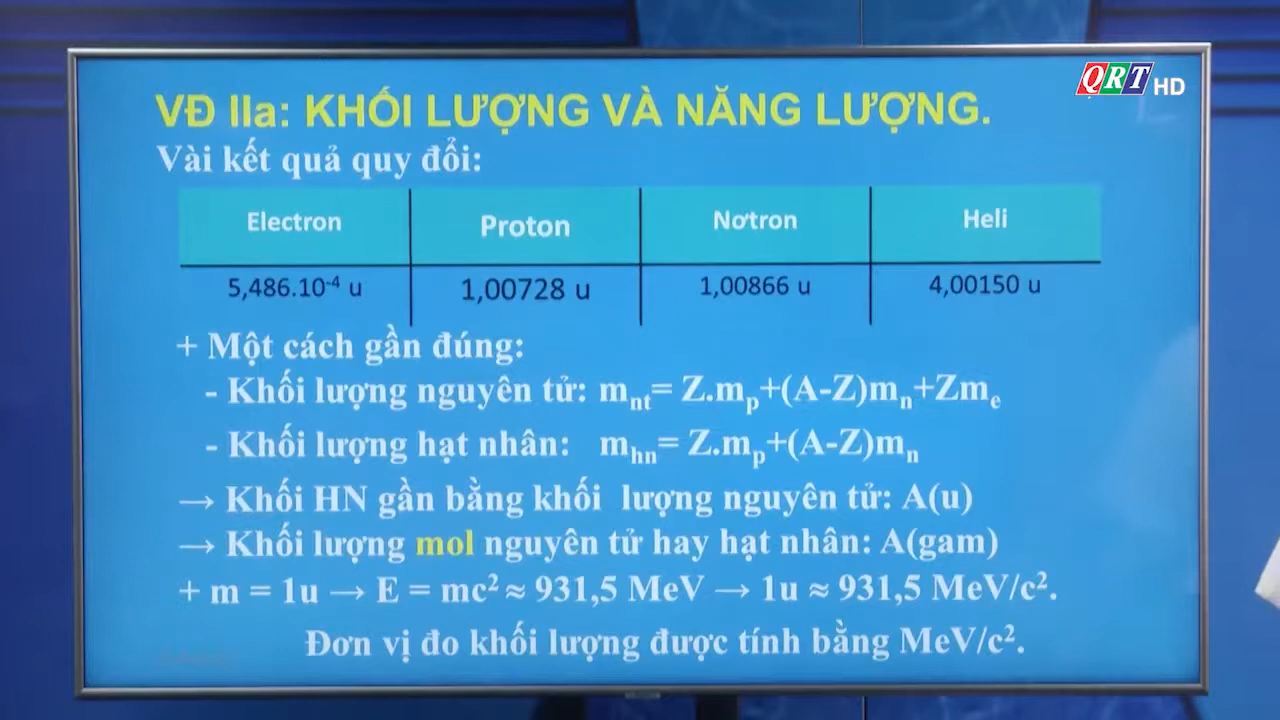 QRT HD
VĐ IIa: KHỐI LƯỢNG VÀ NĂNG LƯỢNG.
Vài kết quả quy đổi:
Electron Proton Nơtron Heli
5,486.10⁻⁴ u 1,00728 u 1,00866 u 4,00150 u
+ Một cách gần đúng:
- Khối lượng nguyên tử: mₙₜ= Z.mₚ+(A-Z)mₙ+Zmₑ
- Khối lượng hạt nhân: mₕₙ= Z.mₚ+(A-Z)mₙ
→ Khối HN gần bằng khối lượng nguyên tử: A(u)
→ Khối lượng mol nguyên tử hay hạt nhân: A(gam)
+ m = 1u → E = mc² ≈ 931,5 MeV → 1u ≈ 931,5 MeV/c².
Đơn vị đo khối lượng được tính bằng MeV/c².